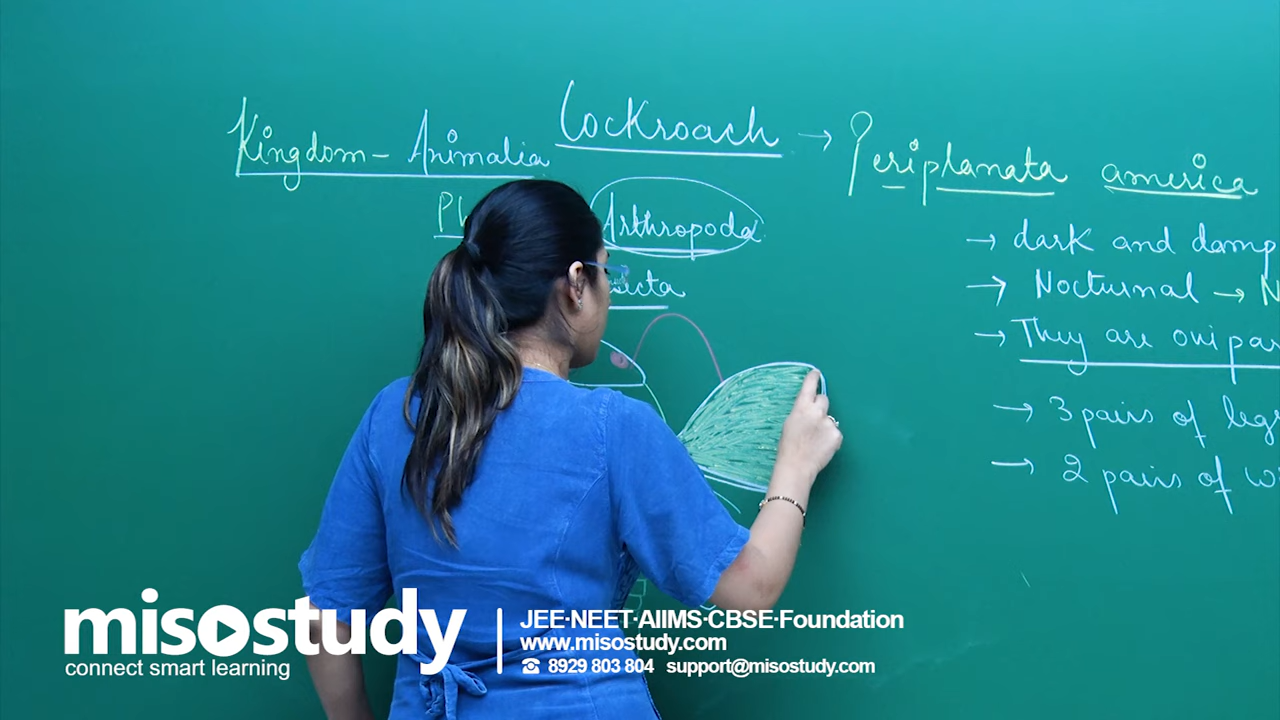 Kingdom - Animalia Cockroach → Periplanata america
Arthropoda
→ dark and damp
→ Nocturnal → N
→ They are ovipar
→ 3 pairs of leg
→ 2 pairs of w
misostudy
connect smart learning
JEE·NEET·AIIMS·CBSE·Foundation
www.misostudy.com
8929 803 804 support@misostudy.com